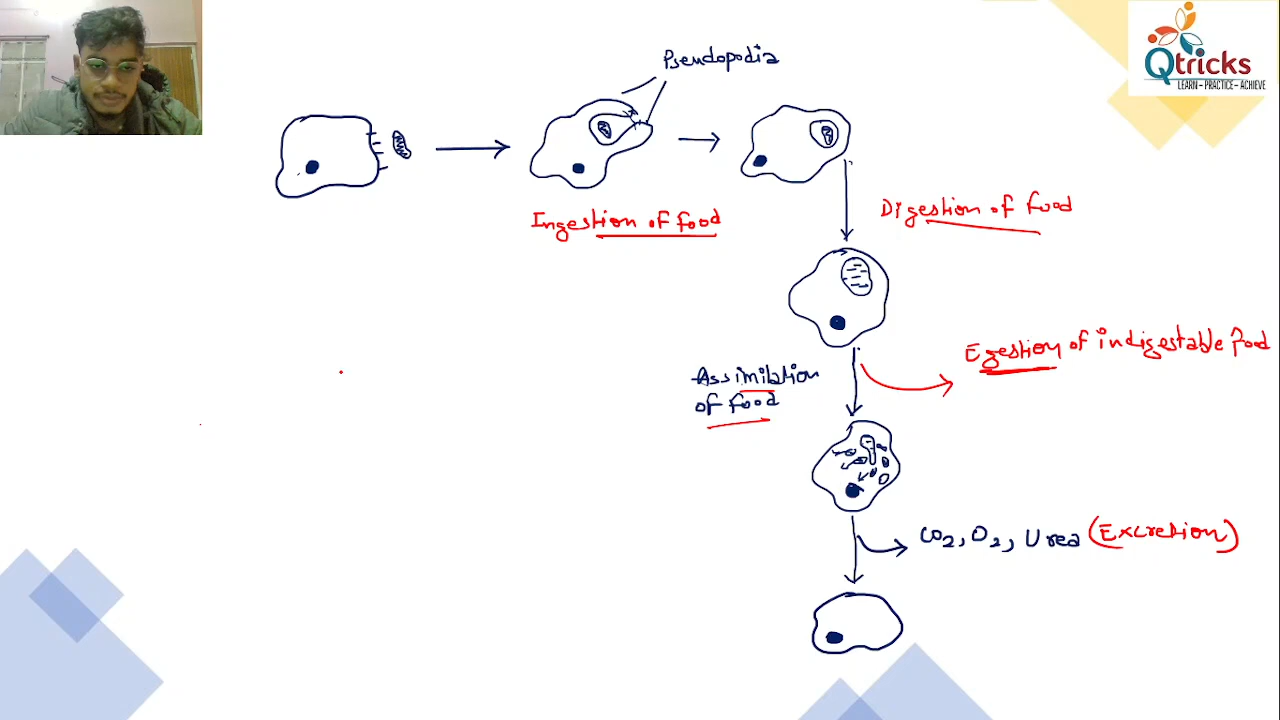 Pseudopodia
Qtricks
LEARN – PRACTICE – ACHIEVE
Ingestion of food
Digestion of food
Egestion of indigestable food
Assimilation
of food
CO2, O2, Urea (Excretion)